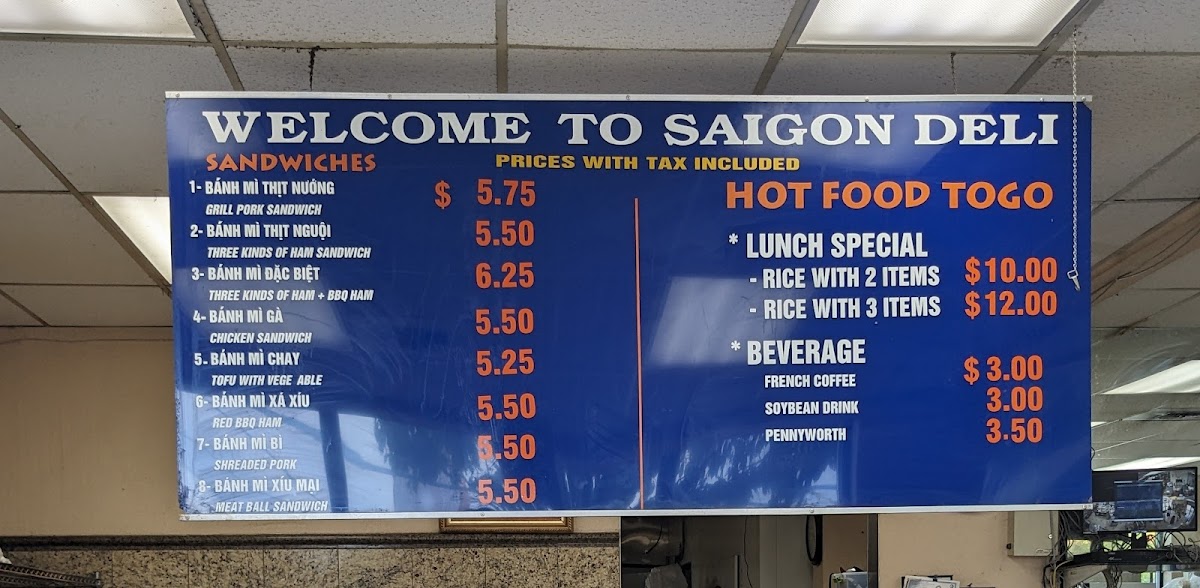 WELCOME TO SAIGON DELI
SANDWICHES
PRICES WITH TAX INCLUDED
1- BÁNH MÌ THỊT NƯỚNG $ 5.75
GRILL PORK SANDWICH
2- BÁNH MÌ THỊT NGUỘI 5.50
THREE KINDS OF HAM SANDWICH
3- BÁNH MÌ ĐẶC BIỆT 6.25
THREE KINDS OF HAM + BBQ HAM
4- BÁNH MÌ GÀ 5.50
CHICKEN SANDWICH
5- BÁNH MÌ CHAY 5.25
TOFU WITH VEGE ABLE
6- BÁNH MÌ XÁ XÍU 5.50
RED BBQ HAM
7- BÁNH MÌ BÌ 5.50
SHREADED PORK
8- BÁNH MÌ XÍU MẠI 5.50
MEAT BALL SANDWICH
HOT FOOD TOGO
* LUNCH SPECIAL
- RICE WITH 2 ITEMS $10.00
- RICE WITH 3 ITEMS $12.00
* BEVERAGE
FRENCH COFFEE $ 3.00
SOYBEAN DRINK 3.00
PENNYWORTH 3.50